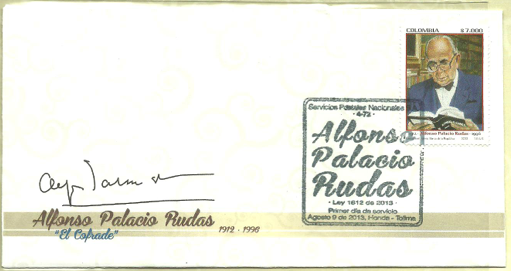 COLOMBIA $7.000
Alfonso Palacio Rudas
Servicios Postales Nacionales
· 4-72 ·
Alfonso
Palacio
Rudas
· Ley 1612 de 2013 ·
Primer día de servicio
Agosto 9 de 2013, Honda - Tolima
Alfonso Palacio Rudas 1912 - 1996
"El Cofrade"